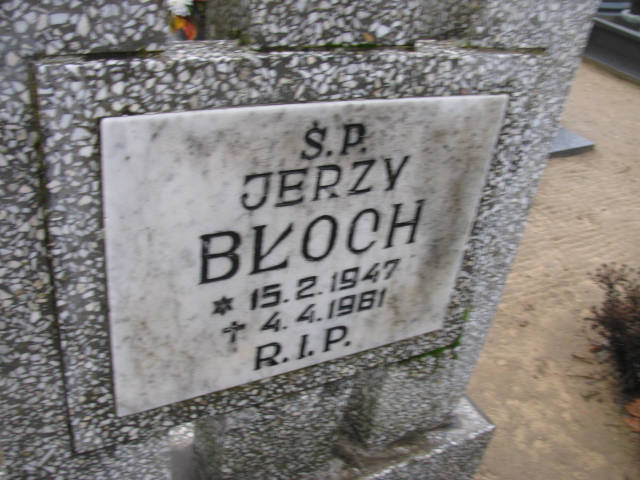 Ś.P.
JERZY
BŁOCH
* 15.2.1947
† 4.4.1981
R.I.P.